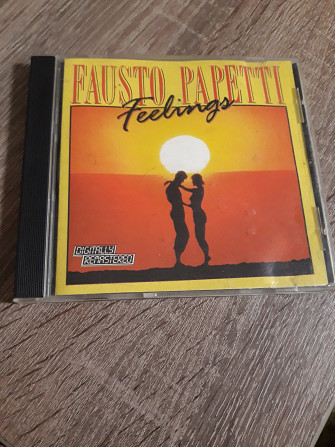 FAUSTO PAPETTI
Feelings
DIGITALLY
REMASTERED